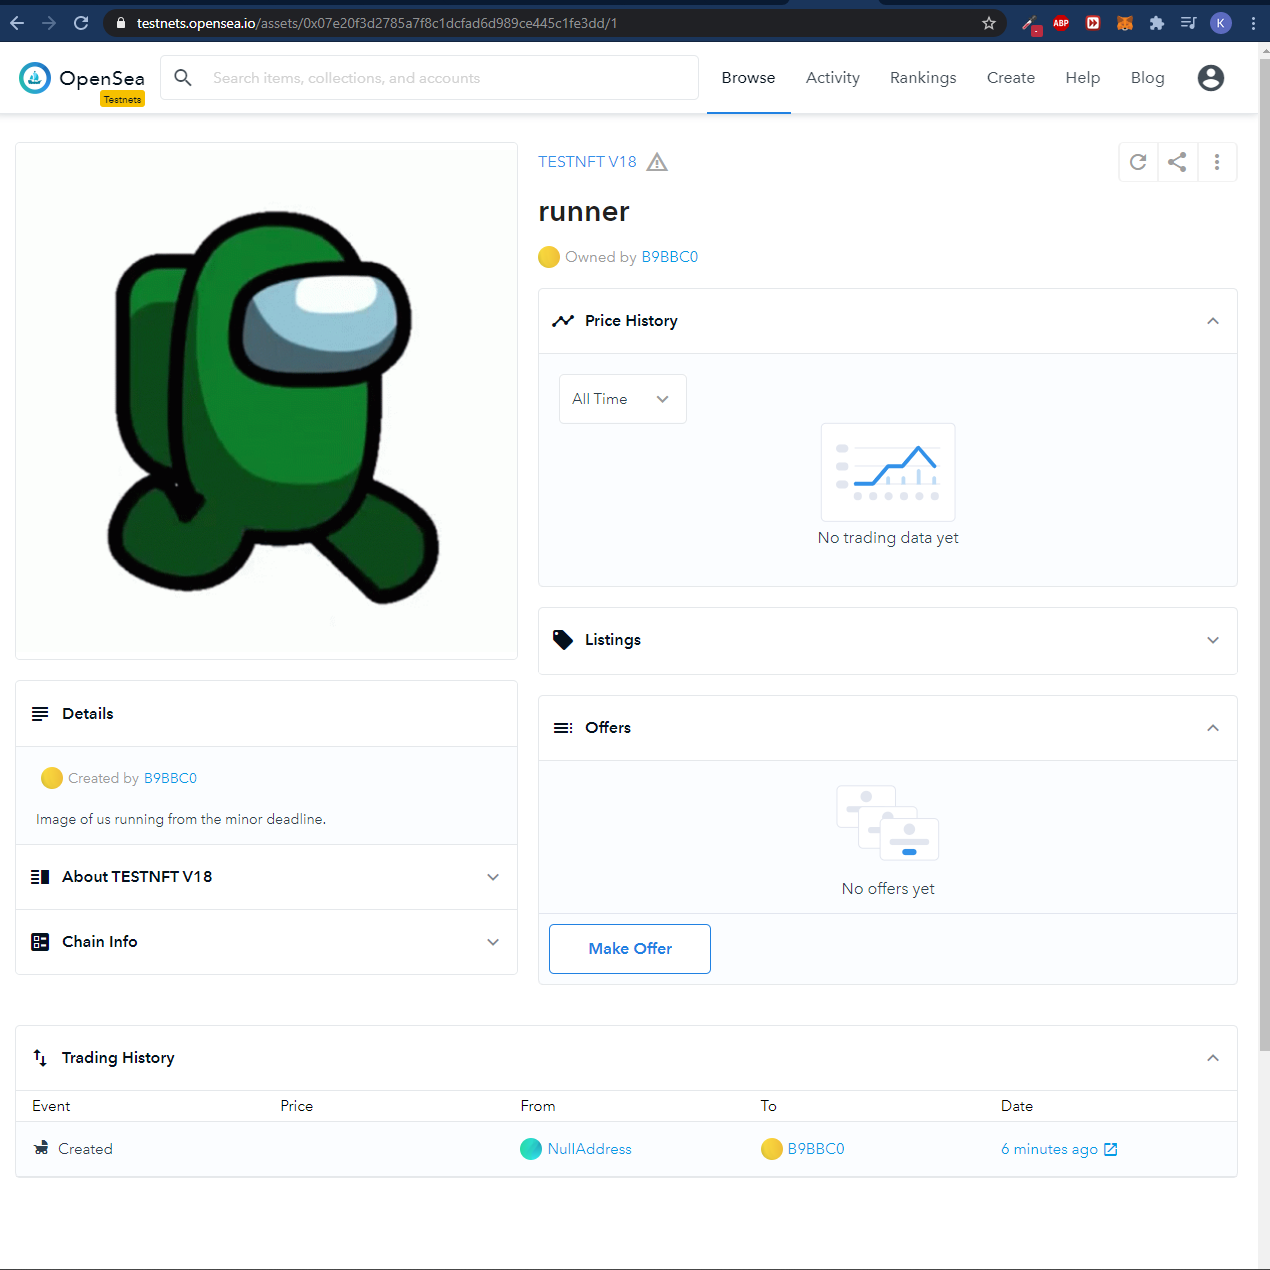 testnets.opensea.io/assets/0x07e20f3d2785a7f8c1dcfad6d989ce445c1fe3dd/1
ABP
K
OpenSea
Testnets
Search items, collections, and accounts
Browse
Activity
Rankings
Create
Help
Blog
TESTNFT V18
runner
Owned by B9BBC0
Price History
All Time
No trading data yet
Listings
Offers
No offers yet
Make Offer
Details
Created by B9BBC0
Image of us running from the minor deadline.
About TESTNFT V18
Chain Info
Trading History
Event Price From To Date
Created NullAddress B9BBC0 6 minutes ago